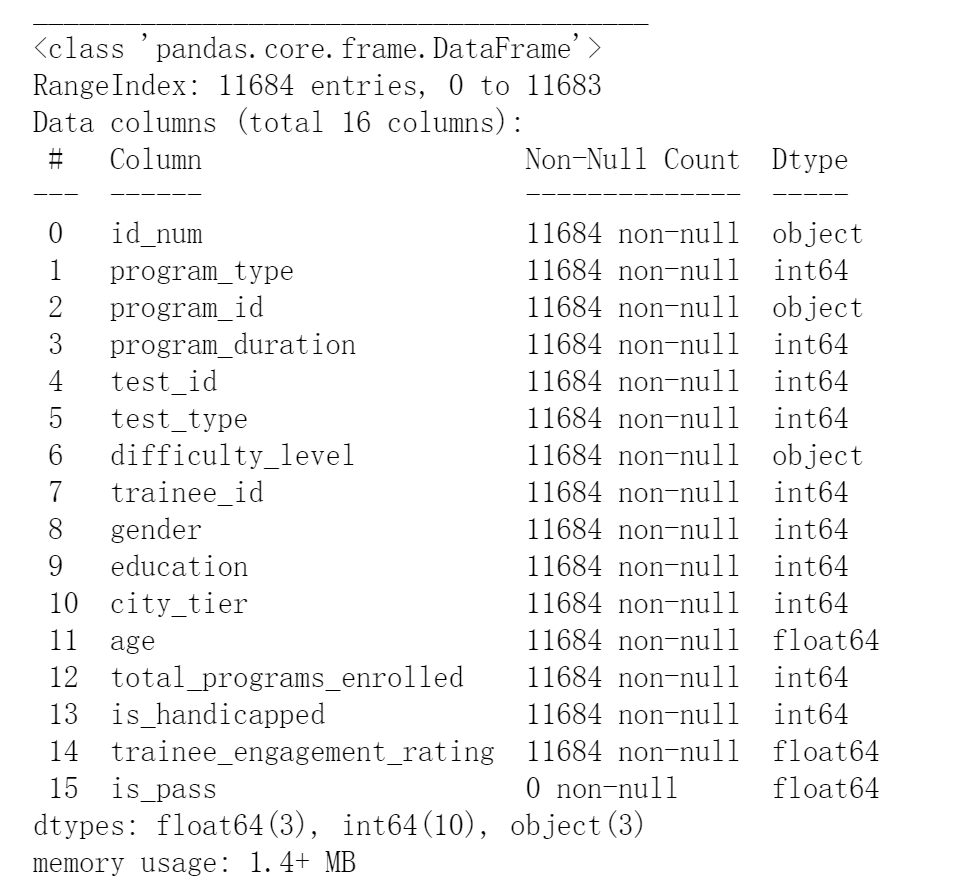 ________________________________________
<class 'pandas.core.frame.DataFrame'>
RangeIndex: 11684 entries, 0 to 11683
Data columns (total 16 columns):
 #   Column                     Non-Null Count  Dtype
---  ------                     --------------  -----
 0   id_num                     11684 non-null  object
 1   program_type               11684 non-null  int64
 2   program_id                 11684 non-null  object
 3   program_duration           11684 non-null  int64
 4   test_id                    11684 non-null  int64
 5   test_type                  11684 non-null  int64
 6   difficulty_level           11684 non-null  object
 7   trainee_id                 11684 non-null  int64
 8   gender                     11684 non-null  int64
 9   education                  11684 non-null  int64
 10  city_tier                  11684 non-null  int64
 11  age                        11684 non-null  float64
 12  total_programs_enrolled    11684 non-null  int64
 13  is_handicapped             11684 non-null  int64
 14  trainee_engagement_rating  11684 non-null  float64
 15  is_pass                    0 non-null      float64
dtypes: float64(3), int64(10), object(3)
memory usage: 1.4+ MB